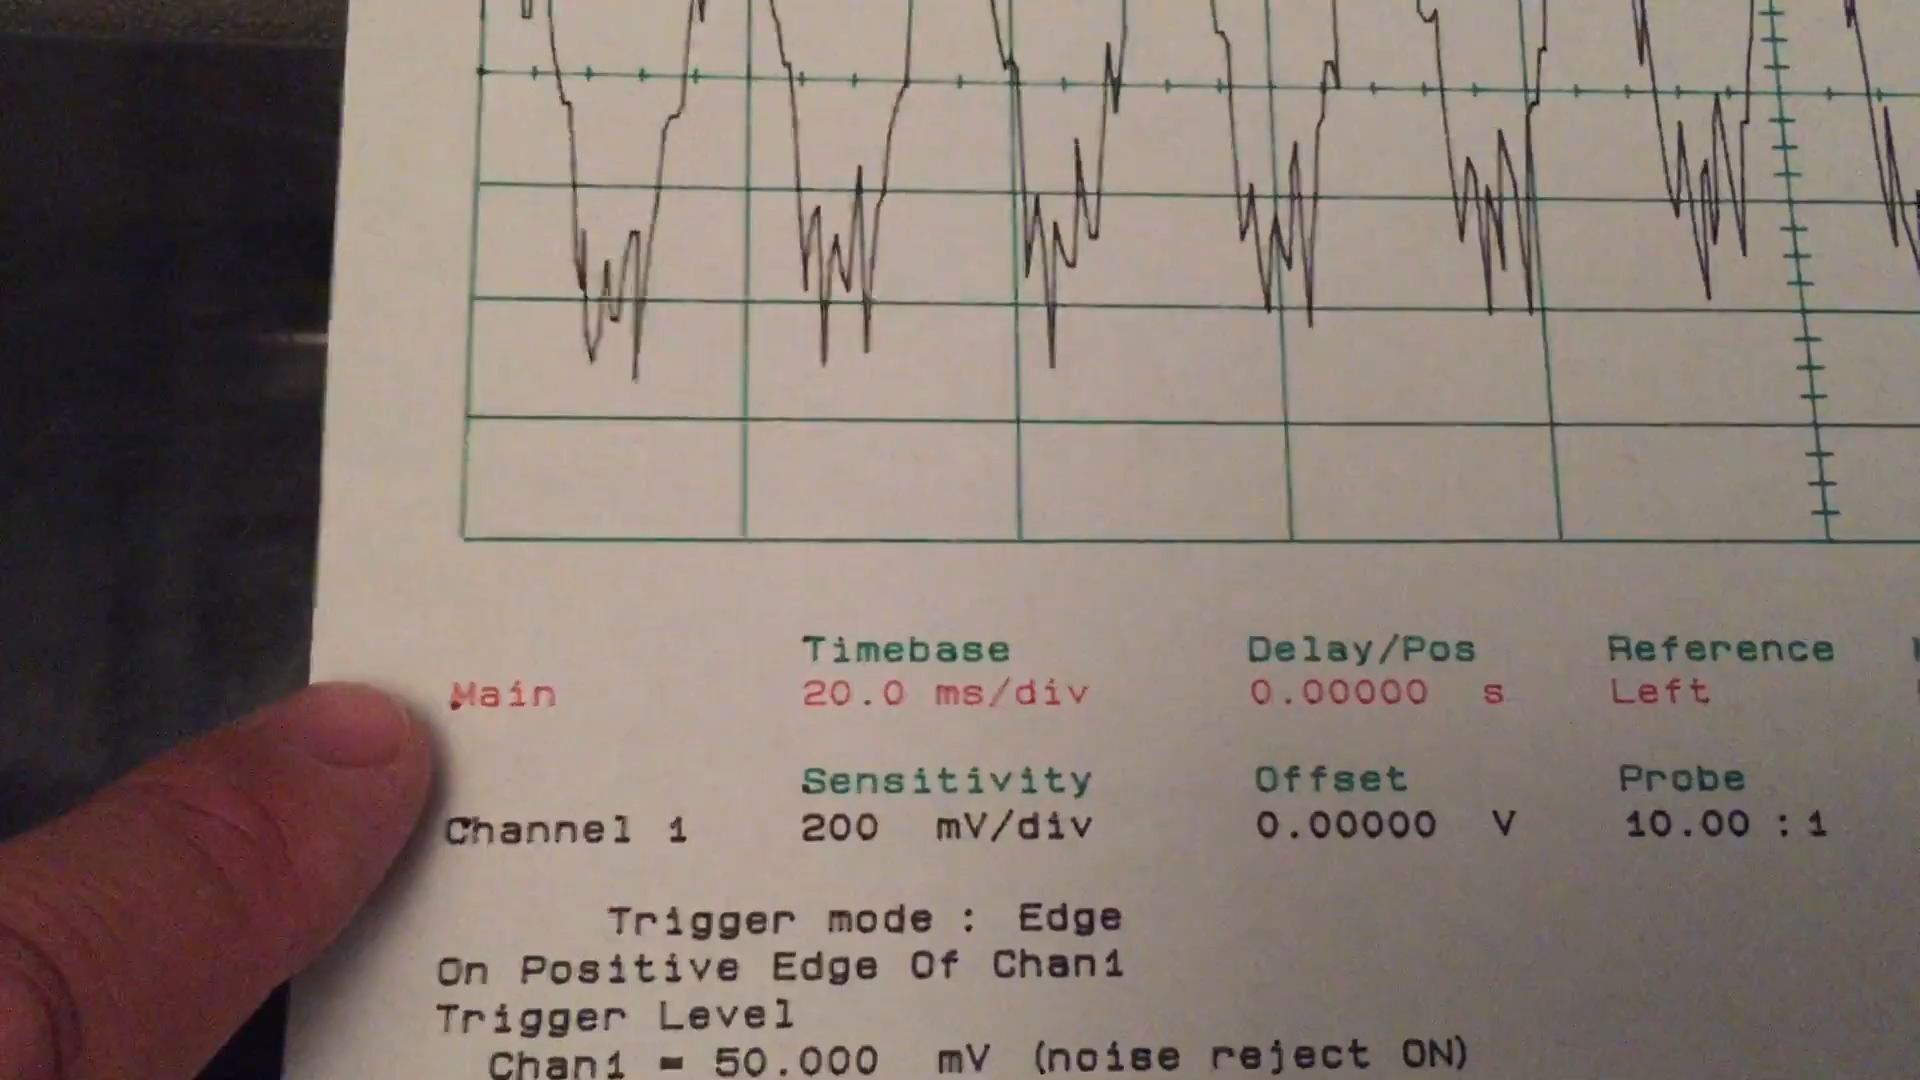 Timebase Delay/Pos Reference
Main 20.0 ms/div 0.00000 s Left
Sensitivity Offset Probe
Channel 1 200 mV/div 0.00000 V 10.00 :1
Trigger mode : Edge
On Positive Edge Of Chan1
Trigger Level
Chan1 = 50.000 mV (noise reject ON)